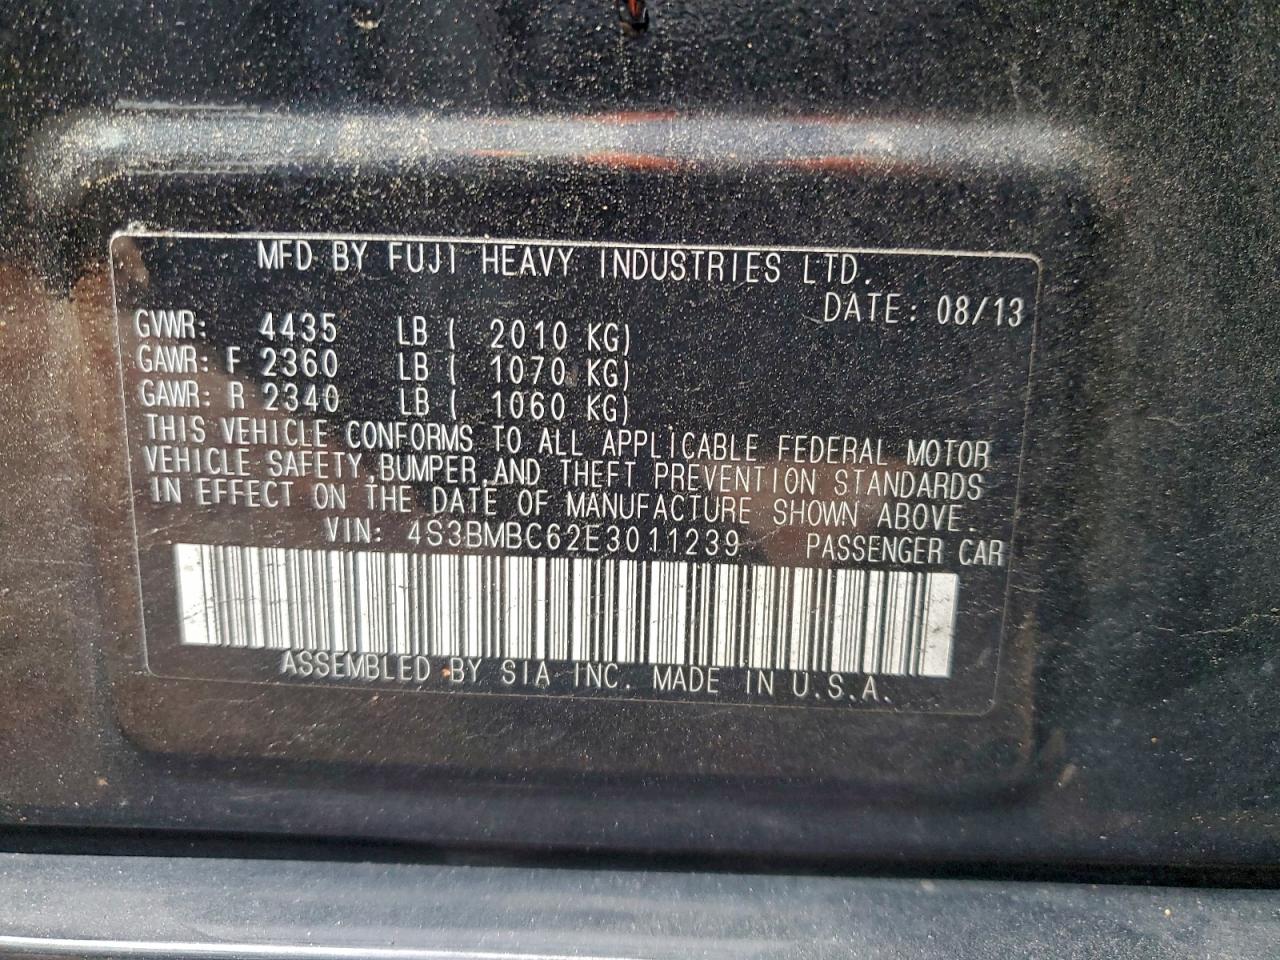 MFD BY FUJI HEAVY INDUSTRIES LTD.
DATE: 08/13
GVWR: 4435 LB ( 2010 KG)
GAWR: F 2360 LB ( 1070 KG)
GAWR: R 2340 LB ( 1060 KG)
THIS VEHICLE CONFORMS TO ALL APPLICABLE FEDERAL MOTOR
VEHICLE SAFETY,BUMPER,AND THEFT PREVENTION STANDARDS
IN EFFECT ON THE DATE OF MANUFACTURE SHOWN ABOVE.
VIN: 4S3BMBC62E3011239 PASSENGER CAR
ASSEMBLED BY SIA INC. MADE IN U.S.A.